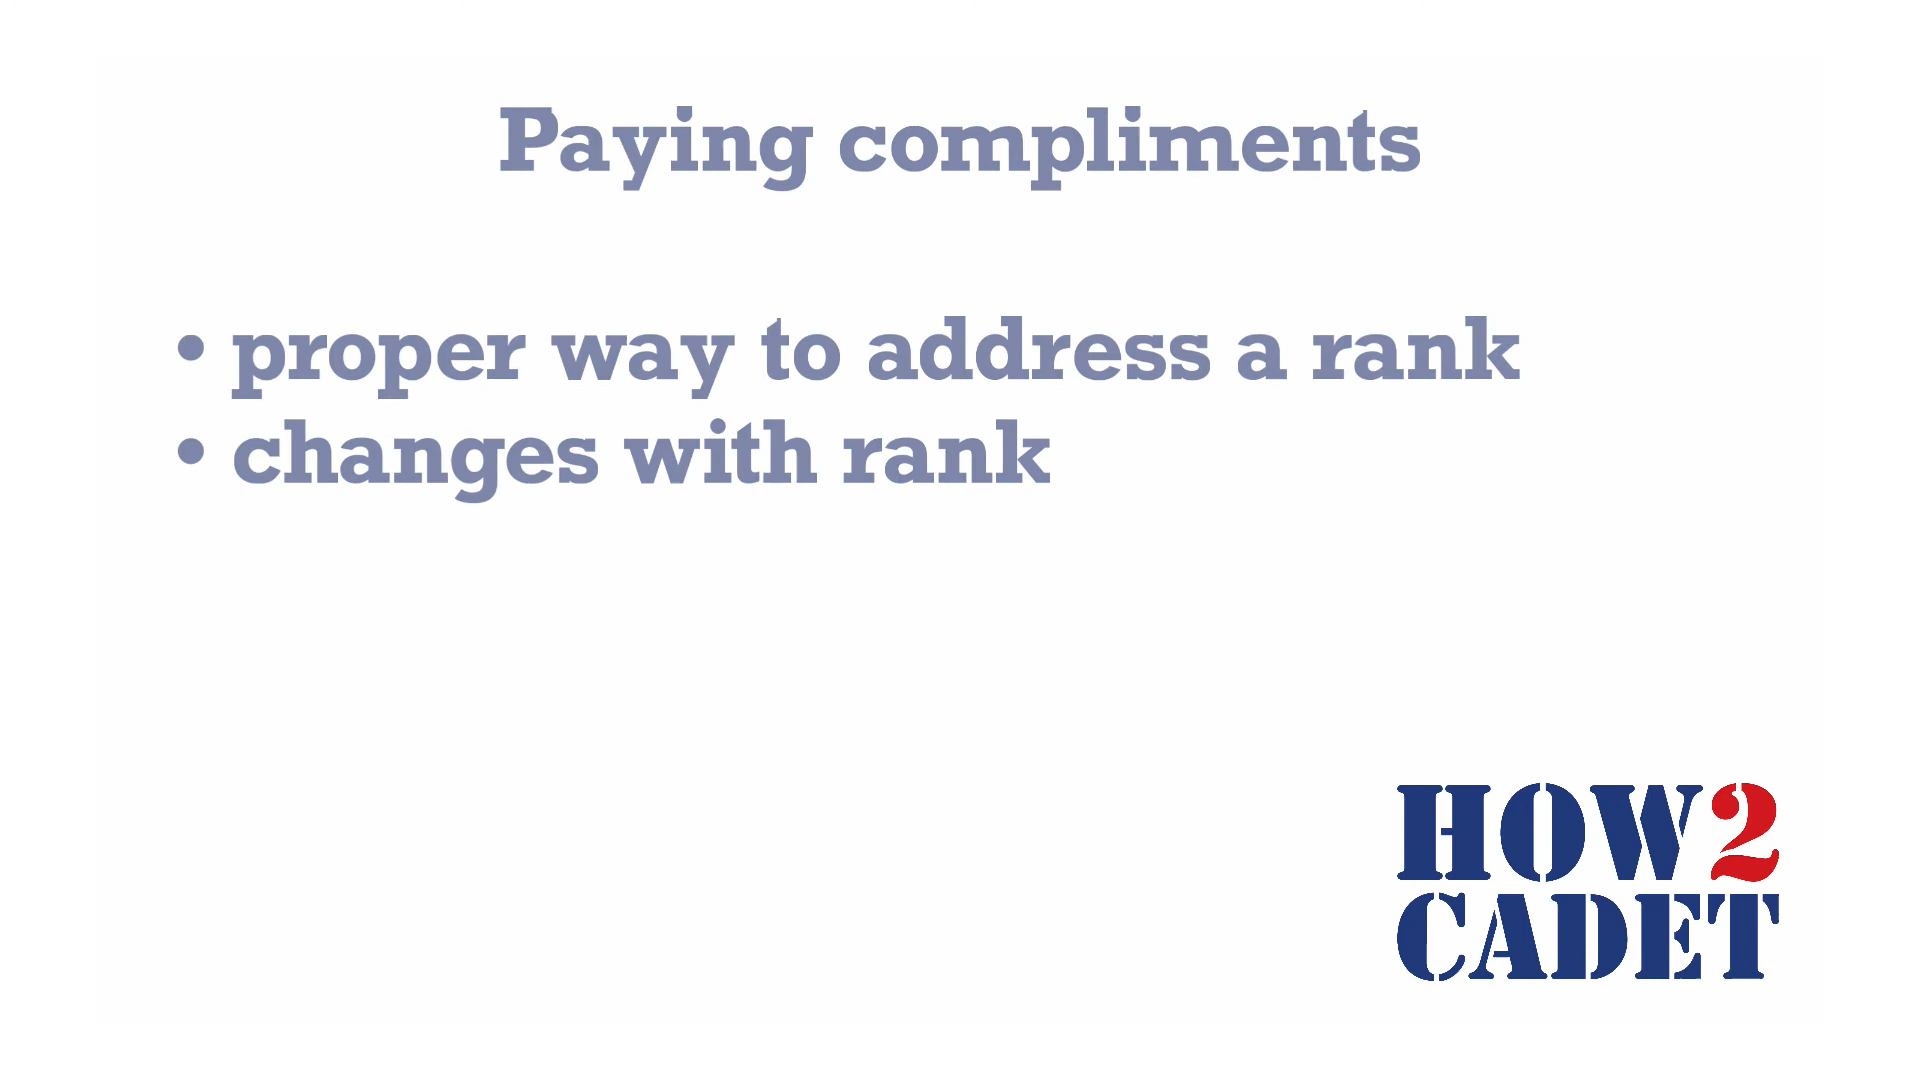 Paying compliments
• proper way to address a rank
• changes with rank
HOW2
CADET